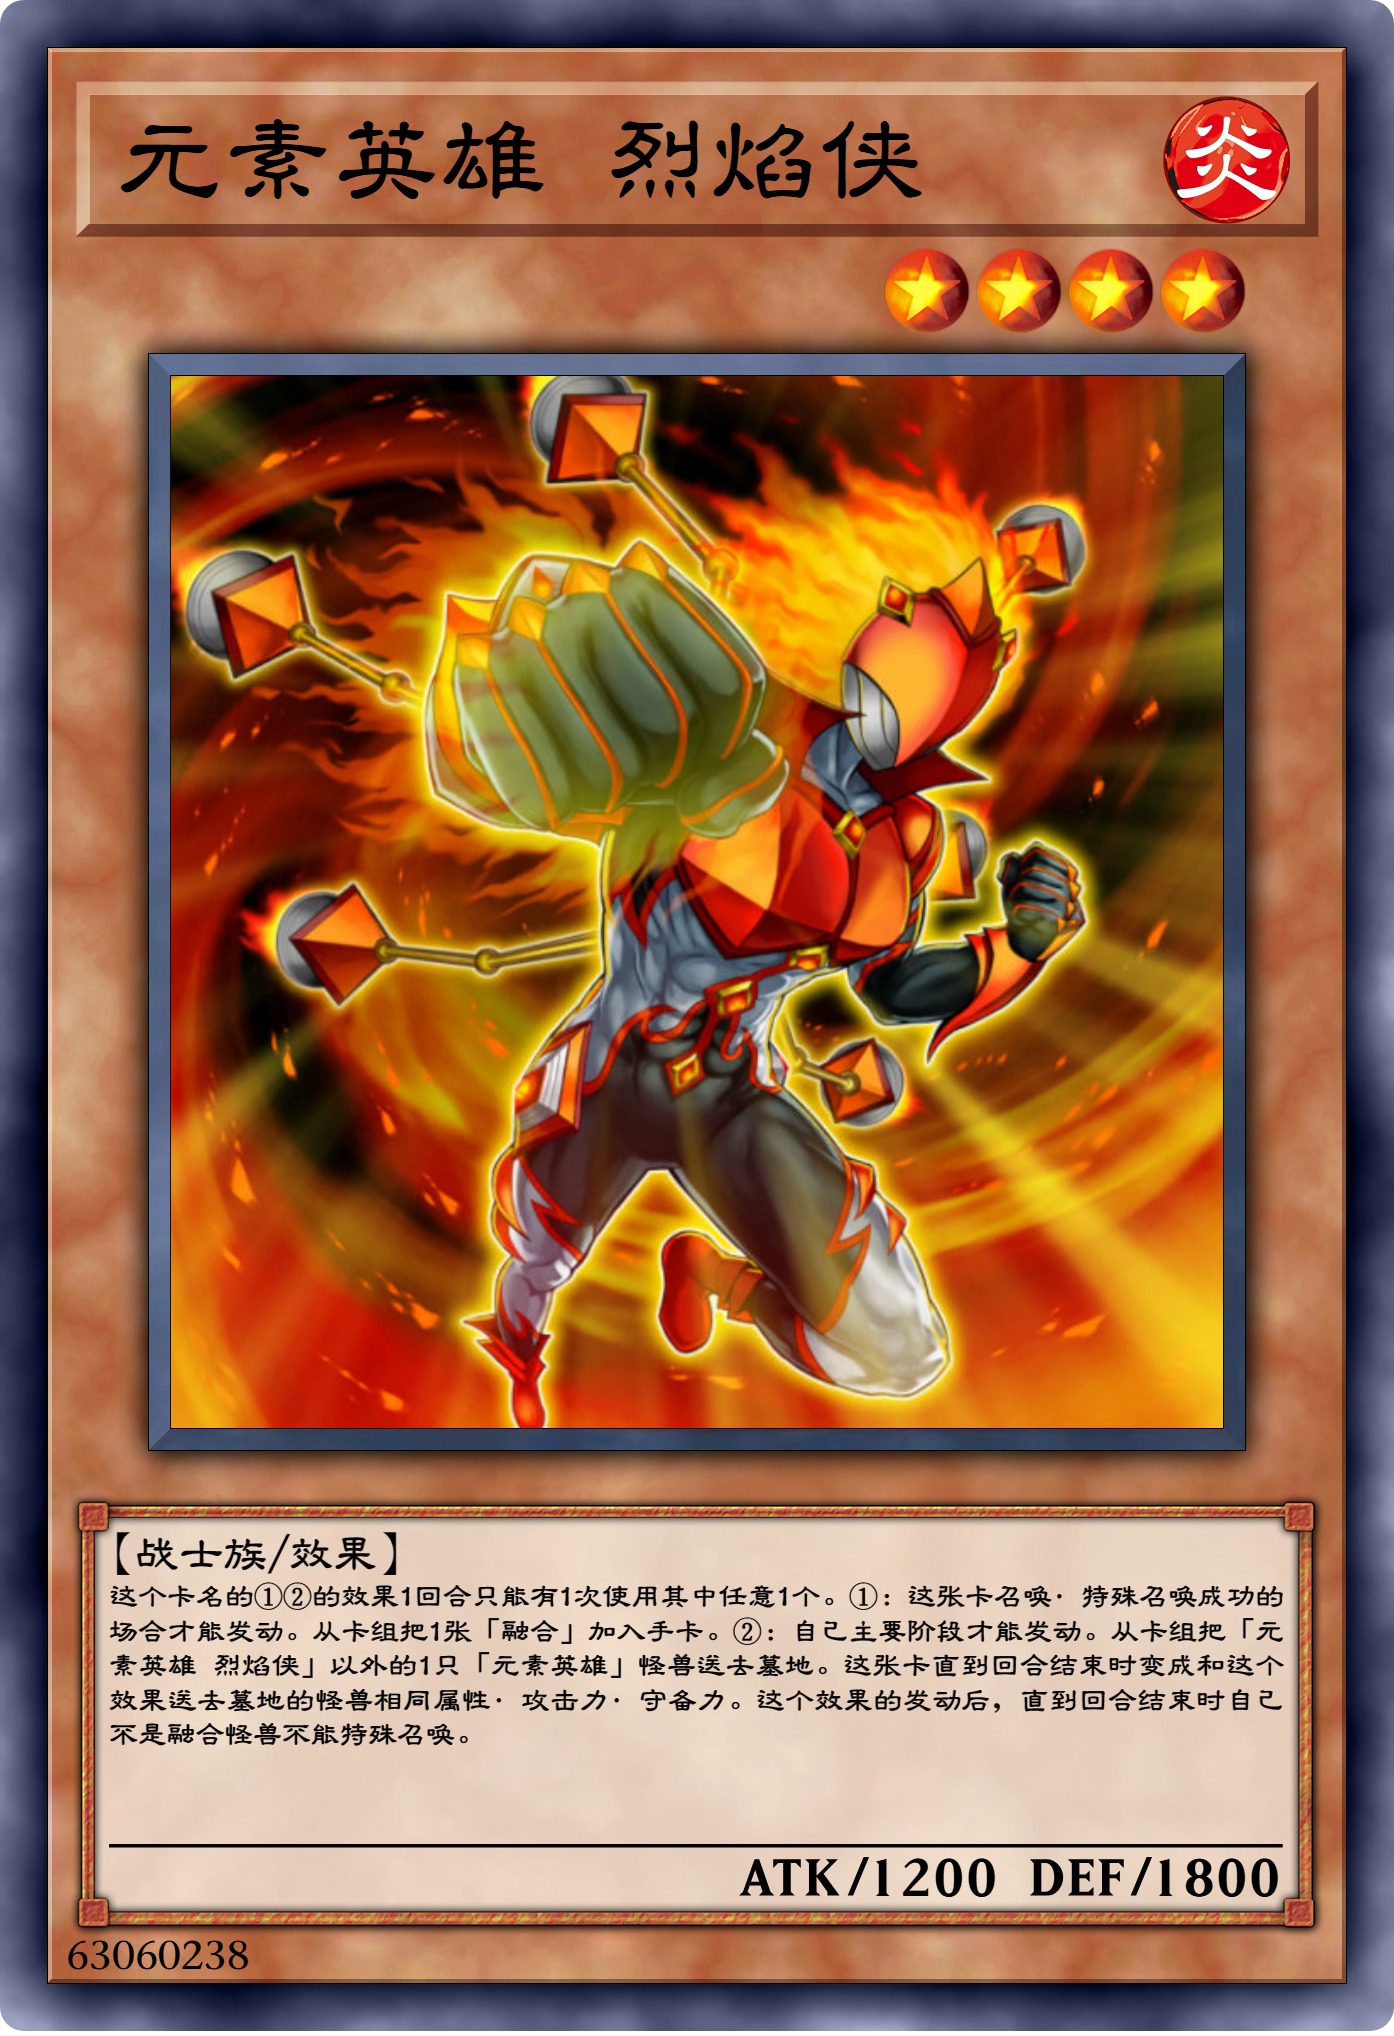 元素英雄 烈焰侠
炎
【战士族/效果】
这个卡名的①②的效果1回合只能有1次使用其中任意1个。①：这张卡召唤·特殊召唤成功的
场合才能发动。从卡组把1张「融合」加入手卡。②：自己主要阶段才能发动。从卡组把「元
素英雄 烈焰侠」以外的1只「元素英雄」怪兽送去墓地。这张卡直到回合结束时变成和这个
效果送去墓地的怪兽相同属性·攻击力·守备力。这个效果的发动后，直到回合结束时自己
不是融合怪兽不能特殊召唤。
ATK/1200 DEF/1800
63060238